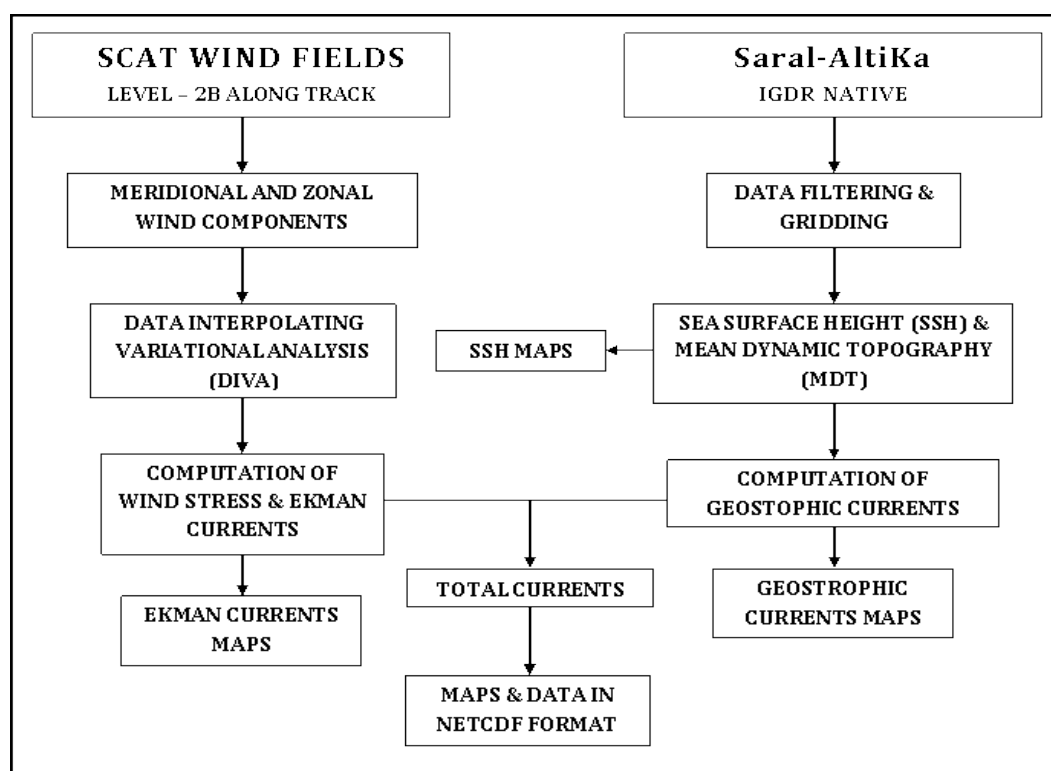 SCAT WIND FIELDS
LEVEL – 2B ALONG TRACK
Saral-AltiKa
IGDR NATIVE
MERIDIONAL AND ZONAL
WIND COMPONENTS
DATA FILTERING &
GRIDDING
DATA INTERPOLATING
VARIATIONAL ANALYSIS
(DIVA)
SSH MAPS
SEA SURFACE HEIGHT (SSH) &
MEAN DYNAMIC TOPOGRAPHY
(MDT)
COMPUTATION OF
WIND STRESS & EKMAN
CURRENTS
COMPUTATION OF
GEOSTOPHIC CURRENTS
EKMAN CURRENTS
MAPS
TOTAL CURRENTS
GEOSTROPHIC
CURRENTS MAPS
MAPS & DATA IN
NETCDF FORMAT